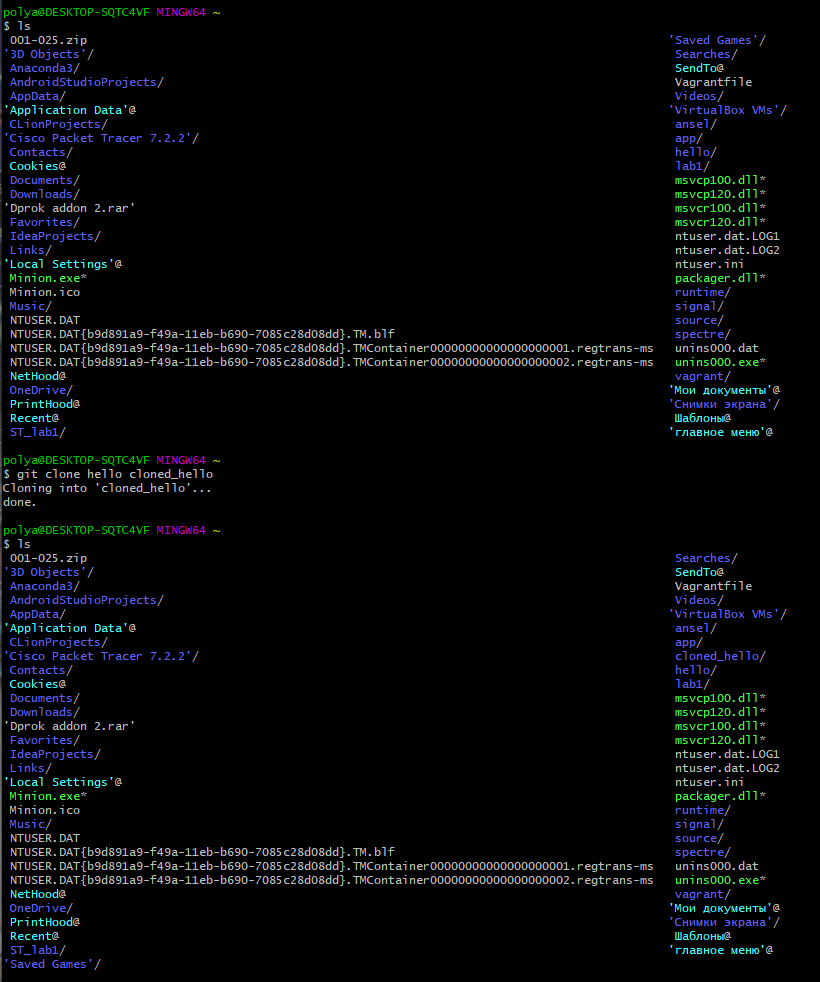 polya@DESKTOP-SQTC4VF MINGW64 ~
$ ls
001-025.zip 'Saved Games'/
'3D Objects'/ Searches/
Anaconda3/ SendTo@
AndroidStudioProjects/ Vagrantfile
AppData/ Videos/
'Application Data'@ 'VirtualBox VMs'/
CLionProjects/ ansel/
'Cisco Packet Tracer 7.2.2'/ app/
Contacts/ hello/
Cookies@ lab1/
Documents/ msvcp100.dll*
Downloads/ msvcp120.dll*
'Dprok addon 2.rar' msvcr100.dll*
Favorites/ msvcr120.dll*
IdeaProjects/ ntuser.dat.LOG1
Links/ ntuser.dat.LOG2
'Local Settings'@ ntuser.ini
Minion.exe* packager.dll*
Minion.ico runtime/
Music/ signal/
NTUSER.DAT source/
NTUSER.DAT{b9d891a9-f49a-11eb-b690-7085c28d08dd}.TM.blf spectre/
NTUSER.DAT{b9d891a9-f49a-11eb-b690-7085c28d08dd}.TMContainer00000000000000000001.regtrans-ms unins000.dat
NTUSER.DAT{b9d891a9-f49a-11eb-b690-7085c28d08dd}.TMContainer00000000000000000002.regtrans-ms unins000.exe*
NetHood@ vagrant/
OneDrive/ 'Мои документы'@
PrintHood@ 'Снимки экрана'/
Recent@ Шаблоны@
ST_lab1/ 'главное меню'@
polya@DESKTOP-SQTC4VF MINGW64 ~
$ git clone hello cloned_hello
Cloning into 'cloned_hello'...
done.
polya@DESKTOP-SQTC4VF MINGW64 ~
$ ls
001-025.zip Searches/
'3D Objects'/ SendTo@
Anaconda3/ Vagrantfile
AndroidStudioProjects/ Videos/
AppData/ 'VirtualBox VMs'/
'Application Data'@ ansel/
CLionProjects/ app/
'Cisco Packet Tracer 7.2.2'/ cloned_hello/
Contacts/ hello/
Cookies@ lab1/
Documents/ msvcp100.dll*
Downloads/ msvcp120.dll*
'Dprok addon 2.rar' msvcr100.dll*
Favorites/ msvcr120.dll*
IdeaProjects/ ntuser.dat.LOG1
Links/ ntuser.dat.LOG2
'Local Settings'@ ntuser.ini
Minion.exe* packager.dll*
Minion.ico runtime/
Music/ signal/
NTUSER.DAT source/
NTUSER.DAT{b9d891a9-f49a-11eb-b690-7085c28d08dd}.TM.blf spectre/
NTUSER.DAT{b9d891a9-f49a-11eb-b690-7085c28d08dd}.TMContainer00000000000000000001.regtrans-ms unins000.dat
NTUSER.DAT{b9d891a9-f49a-11eb-b690-7085c28d08dd}.TMContainer00000000000000000002.regtrans-ms unins000.exe*
NetHood@ vagrant/
OneDrive/ 'Мои документы'@
PrintHood@ 'Снимки экрана'/
Recent@ Шаблоны@
ST_lab1/ 'главное меню'@
'Saved Games'/